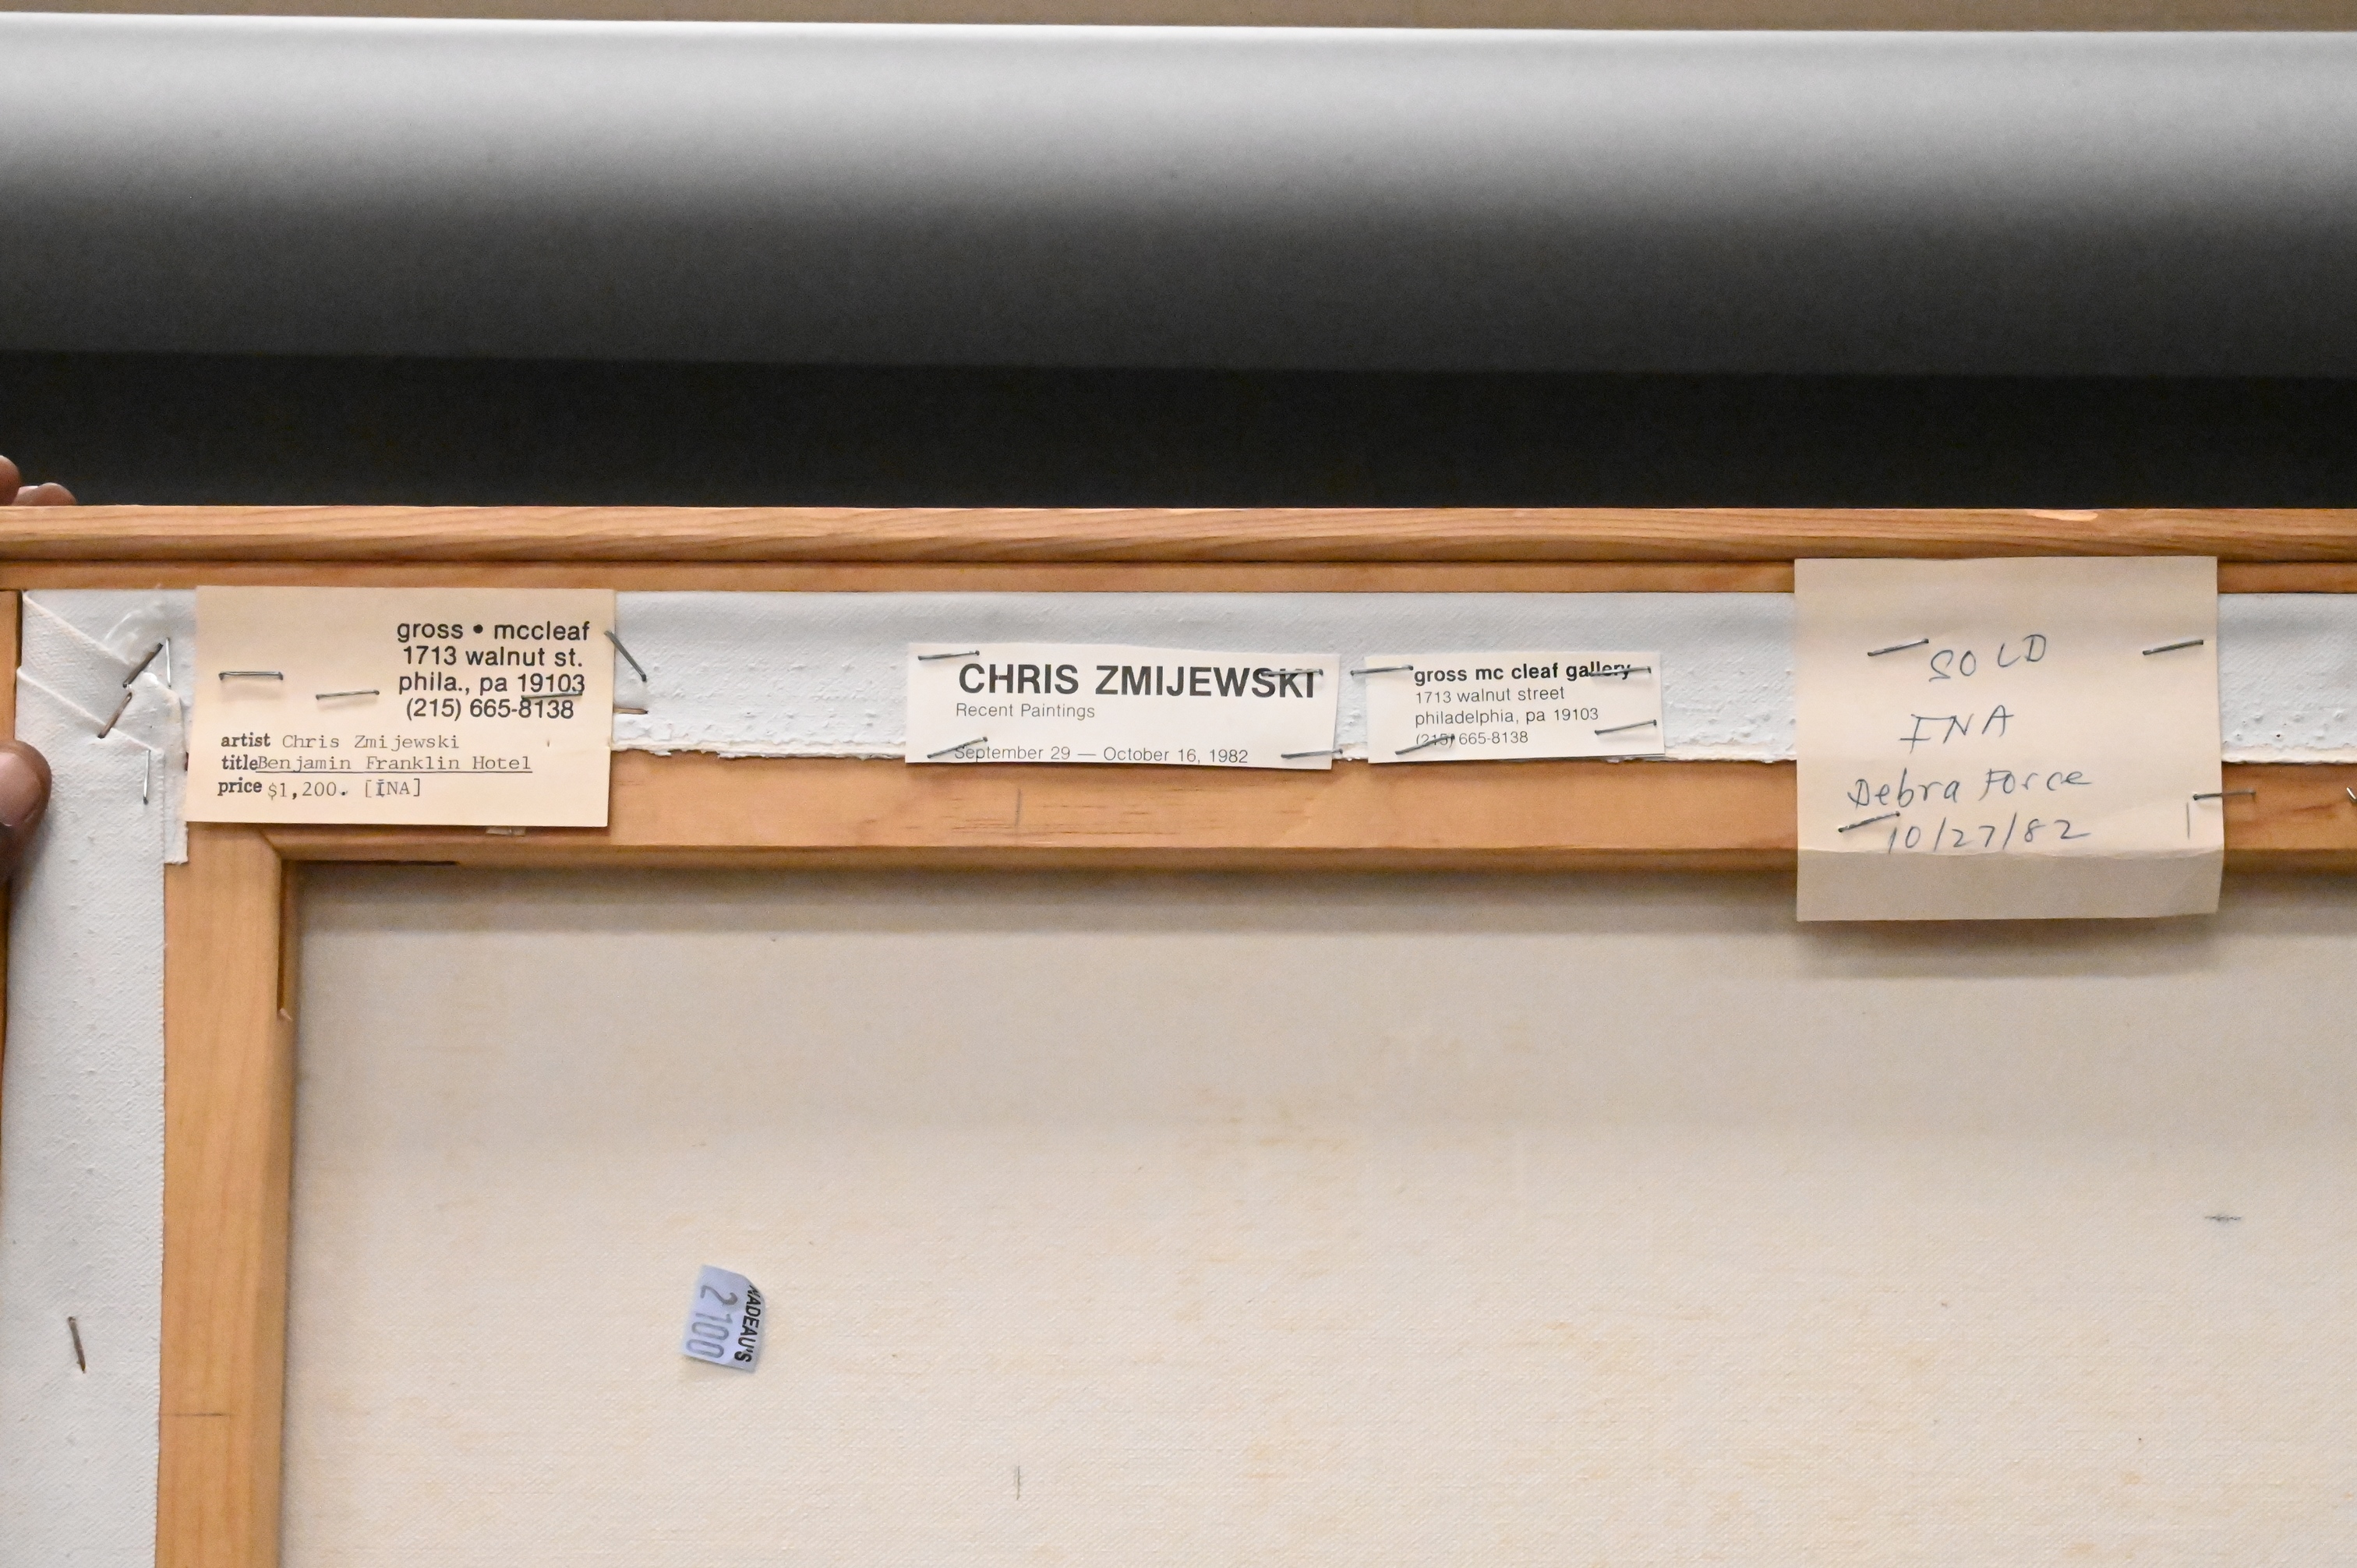 gross • mccleaf
1713 walnut st.
phila., pa 19103
(215) 665-8138
artist Chris Zmijewski
title Benjamin Franklin Hotel
price $1,200. [INA]
CHRIS ZMIJEWSKI
Recent Paintings
September 29 — October 16, 1982
gross mc cleaf gallery
1713 walnut street
philadelphia, pa 19103
(215) 665-8138
SOLD
INA
Debra Force
10/27/82
NADEAU'S
2100